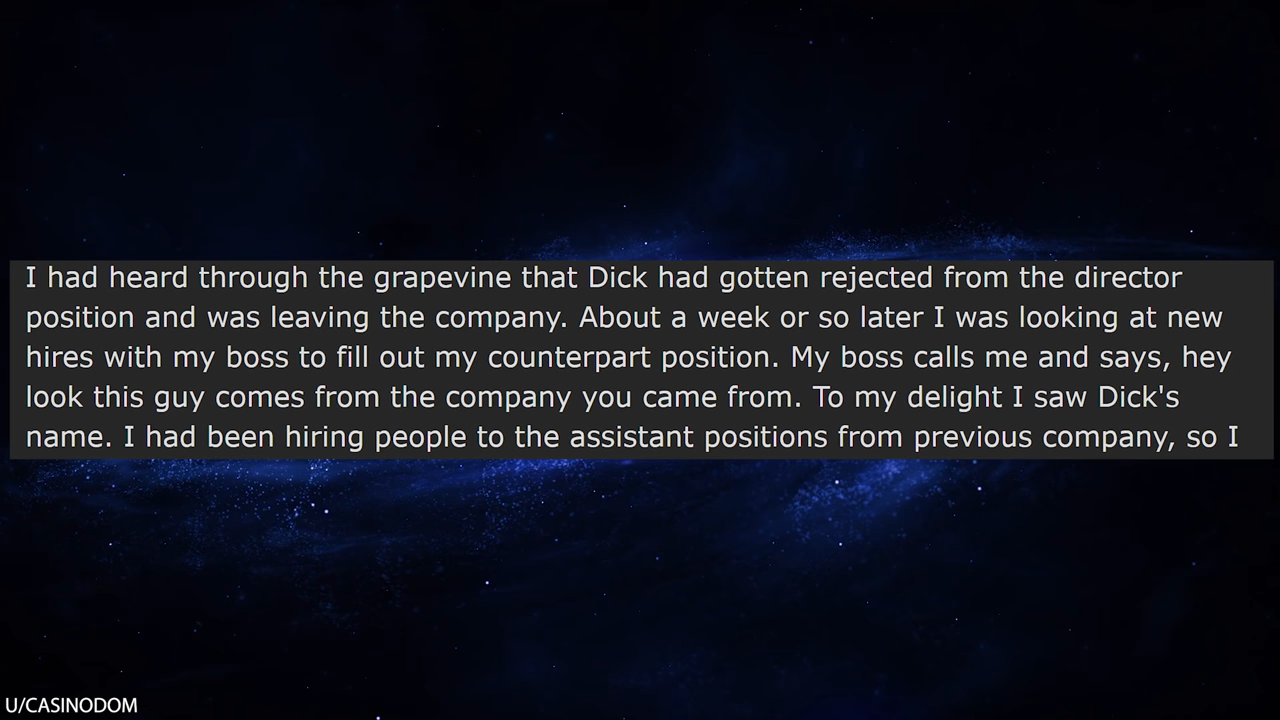 I had heard through the grapevine that Dick had gotten rejected from the director
position and was leaving the company. About a week or so later I was looking at new
hires with my boss to fill out my counterpart position. My boss calls me and says, hey
look this guy comes from the company you came from. To my delight I saw Dick's
name. I had been hiring people to the assistant positions from previous company, so I
U/CASINODOM